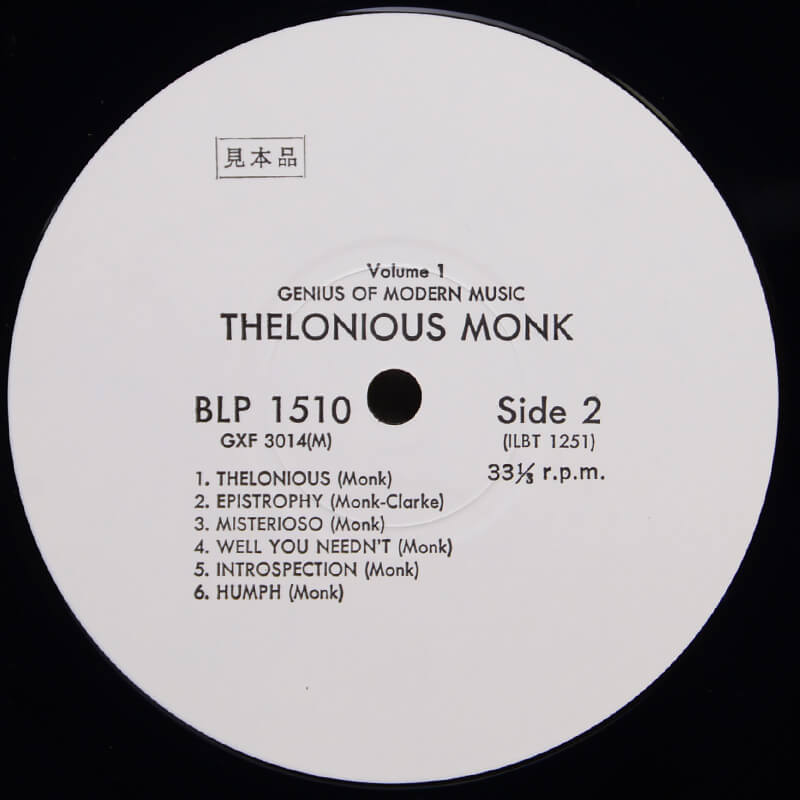 見本品
Volume 1
GENIUS OF MODERN MUSIC
THELONIOUS MONK
BLP 1510
Side 2
GXF 3014(M)
(ILBT 1251)
33⅓ r.p.m.
1. THELONIOUS (Monk)
2. EPISTROPHY (Monk-Clarke)
3. MISTERIOSO (Monk)
4. WELL YOU NEEDN'T (Monk)
5. INTROSPECTION (Monk)
6. HUMPH (Monk)